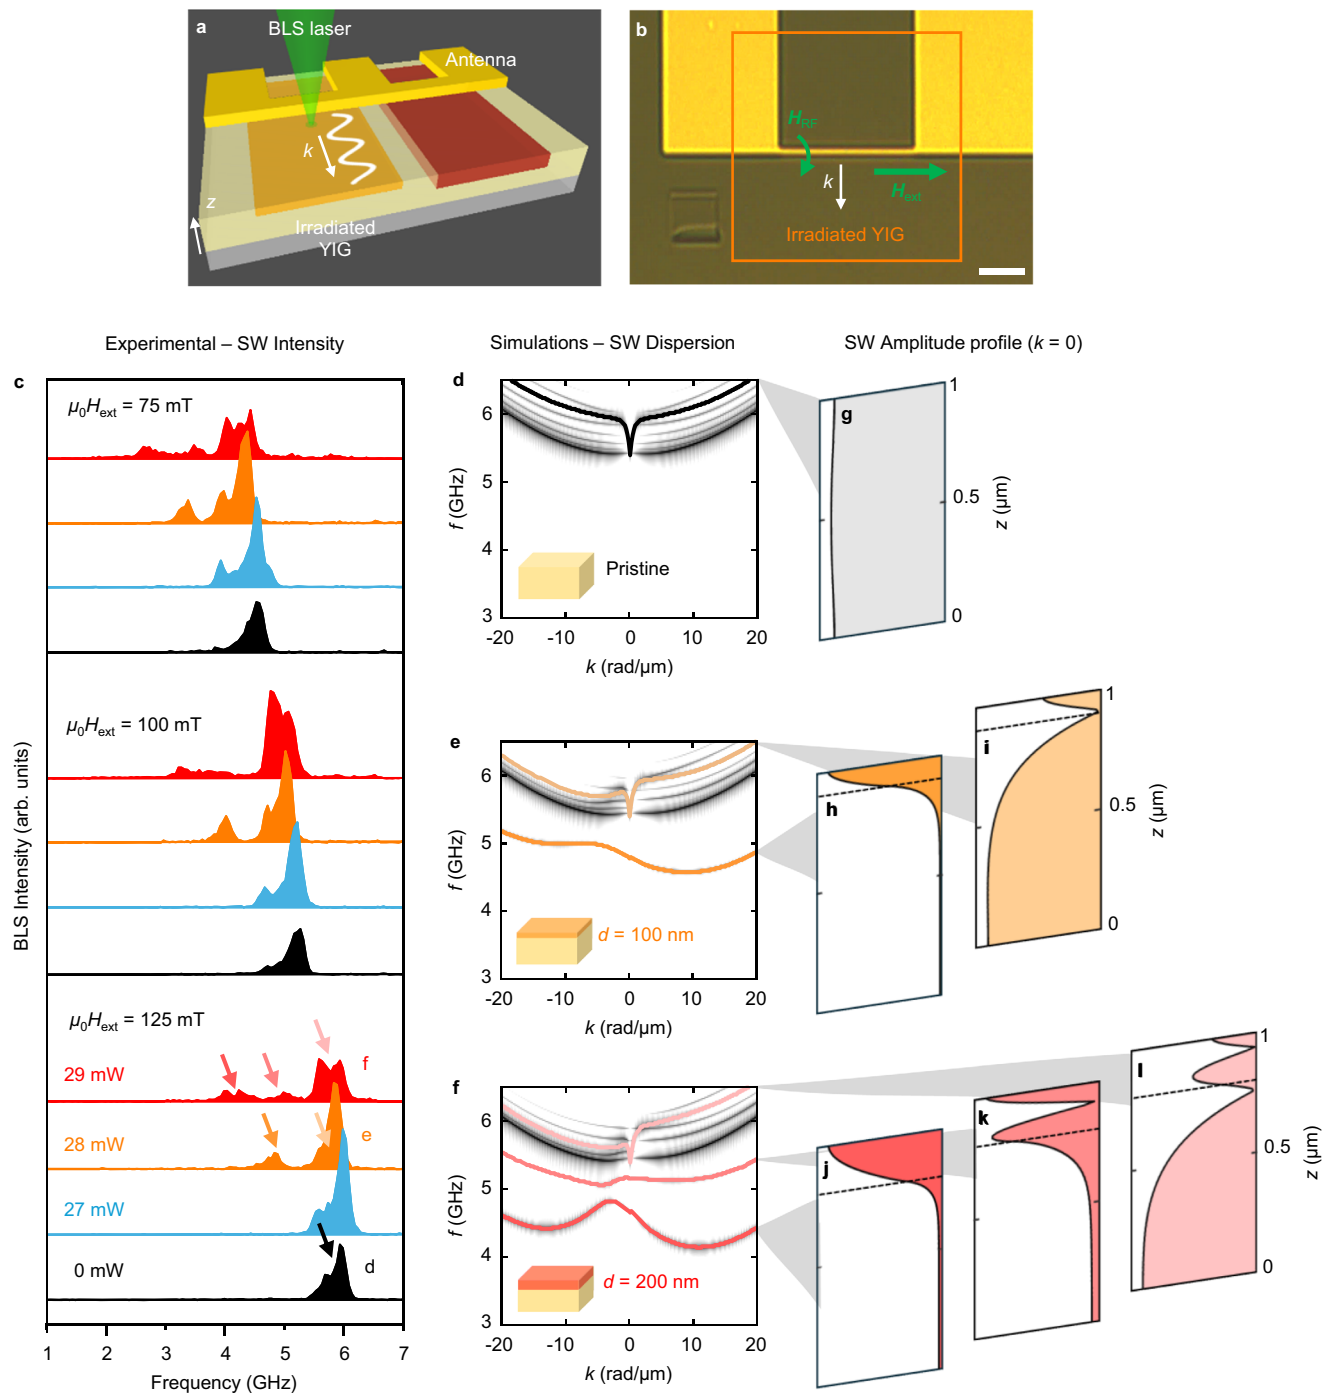 a
BLS laser
Antenna
k
z
Irradiated
YIG
b
H_RF
k
H_ext
Irradiated YIG
Experimental – SW Intensity
Simulations – SW Dispersion
SW Amplitude profile (k = 0)
c
μ₀H_ext = 75 mT
μ₀H_ext = 100 mT
μ₀H_ext = 125 mT
29 mW
f
28 mW
e
27 mW
0 mW
d
BLS Intensity (arb. units)
1 2 3 4 5 6 7
Frequency (GHz)
d
6
5
4
3
f (GHz)
Pristine
-20 -10 0 10 20
k (rad/μm)
g
1
0.5
0
z (μm)
e
6
5
4
3
f (GHz)
d = 100 nm
-20 -10 0 10 20
k (rad/μm)
h
i
1
0.5
0
z (μm)
f
6
5
4
3
f (GHz)
d = 200 nm
-20 -10 0 10 20
k (rad/μm)
j
k
l
1
0.5
0
z (μm)